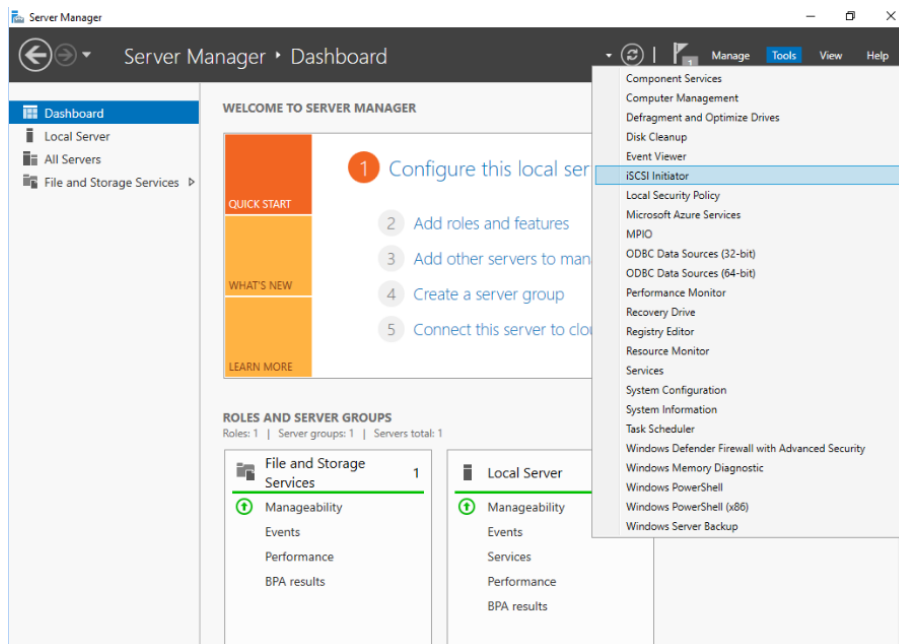 Server Manager
Server Manager ‣ Dashboard
1
Manage
Tools
View
Help
Dashboard
Local Server
All Servers
File and Storage Services
WELCOME TO SERVER MANAGER
QUICK START
WHAT'S NEW
LEARN MORE
1 Configure this local ser
2 Add roles and features
3 Add other servers to man
4 Create a server group
5 Connect this server to clo
ROLES AND SERVER GROUPS
Roles: 1 | Server groups: 1 | Servers total: 1
File and Storage
Services
1
Manageability
Events
Performance
BPA results
Local Server
Manageability
Events
Services
Performance
BPA results
Component Services
Computer Management
Defragment and Optimize Drives
Disk Cleanup
Event Viewer
iSCSI Initiator
Local Security Policy
Microsoft Azure Services
MPIO
ODBC Data Sources (32-bit)
ODBC Data Sources (64-bit)
Performance Monitor
Recovery Drive
Registry Editor
Resource Monitor
Services
System Configuration
System Information
Task Scheduler
Windows Defender Firewall with Advanced Security
Windows Memory Diagnostic
Windows PowerShell
Windows PowerShell (x86)
Windows Server Backup